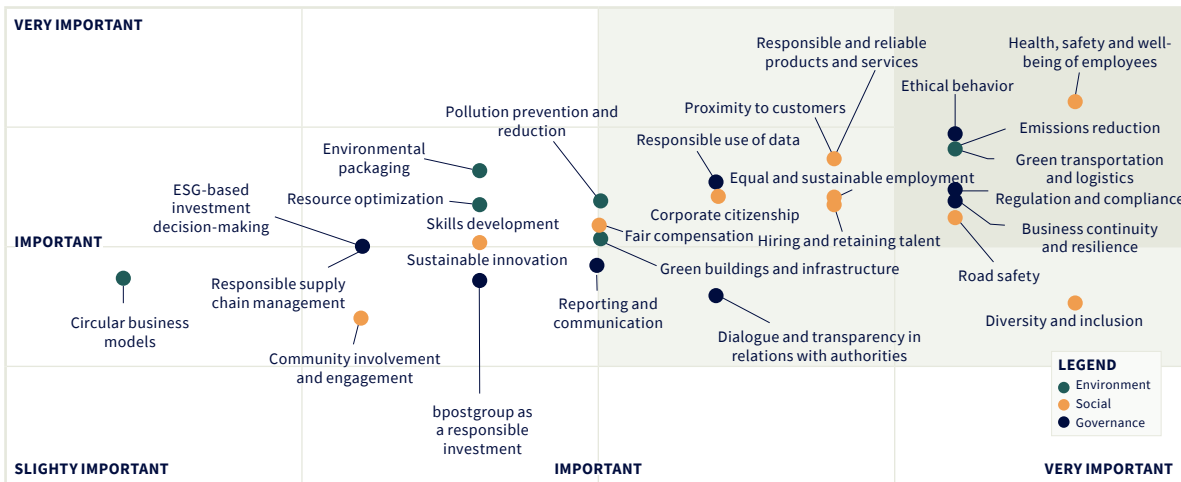 VERY IMPORTANT
Responsible and reliable
products and services
Health, safety and well-
being of employees
Ethical behavior
Proximity to customers
Pollution prevention and
reduction
Emissions reduction
Responsible use of data
Environmental
packaging
Green transportation
and logistics
Equal and sustainable employment
ESG-based
investment
decision-making
Resource optimization
Regulation and compliance
Skills development
Corporate citizenship
Fair compensation
Hiring and retaining talent
Business continuity
and resilience
IMPORTANT
Sustainable innovation
Green buildings and infrastructure
Road safety
Responsible supply
chain management
Reporting and
communication
Circular business
models
Diversity and inclusion
Dialogue and transparency in
relations with authorities
Community involvement
and engagement
LEGEND
Environment
Social
Governance
bpostgroup as
a responsible
investment
SLIGHTY IMPORTANT
IMPORTANT
VERY IMPORTANT